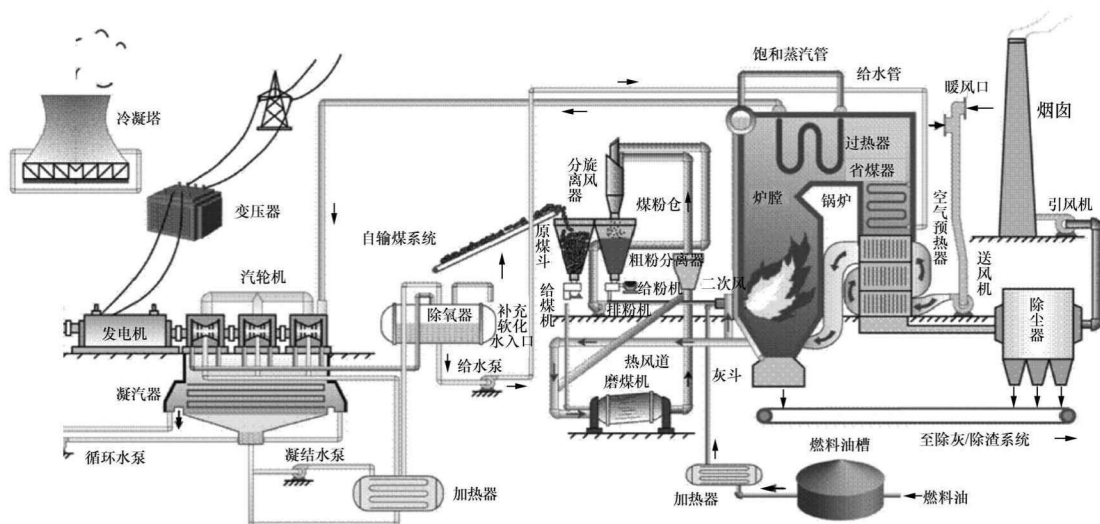 饱和蒸汽管
给水管
暖风口
烟囱
冷凝塔
过热器
省煤器
分离器
旋风
煤粉仓
炉膛
锅炉
引风机
变压器
空气预热器
自输煤系统
原煤斗
粗粉分离器
二次风
送风机
汽轮机
给粉机
给煤机
排粉机
发电机
除氧器
补充
软化
水入口
除尘器
给水泵
热风道
磨煤机
灰斗
凝汽器
至除灰/除渣系统
循环水泵
凝结水泵
燃料油槽
加热器
加热器
燃料油